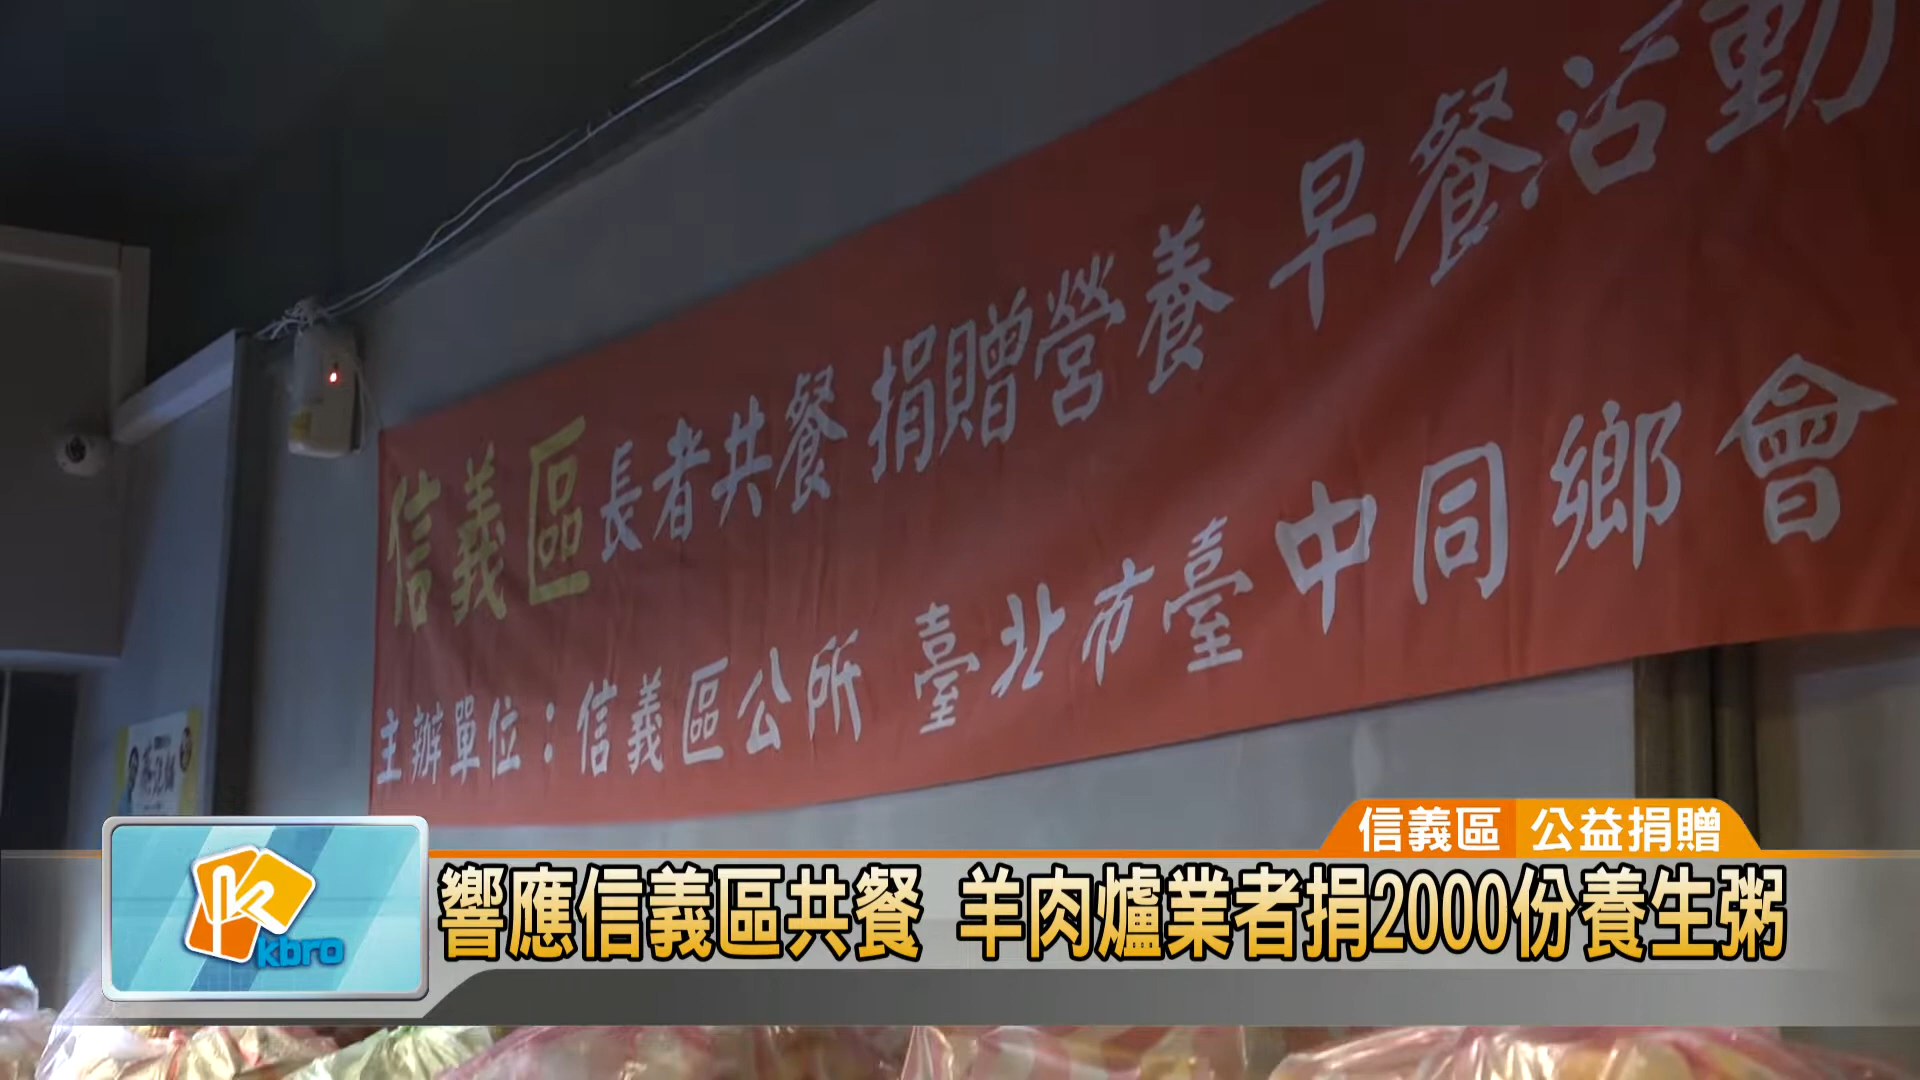 信義區長者共餐 捐贈營養 早餐活動
主辦單位：信義區公所 臺北市臺中同鄉會
信義區 公益捐贈
kbro
響應信義區共餐 羊肉爐業者捐2000份養生粥